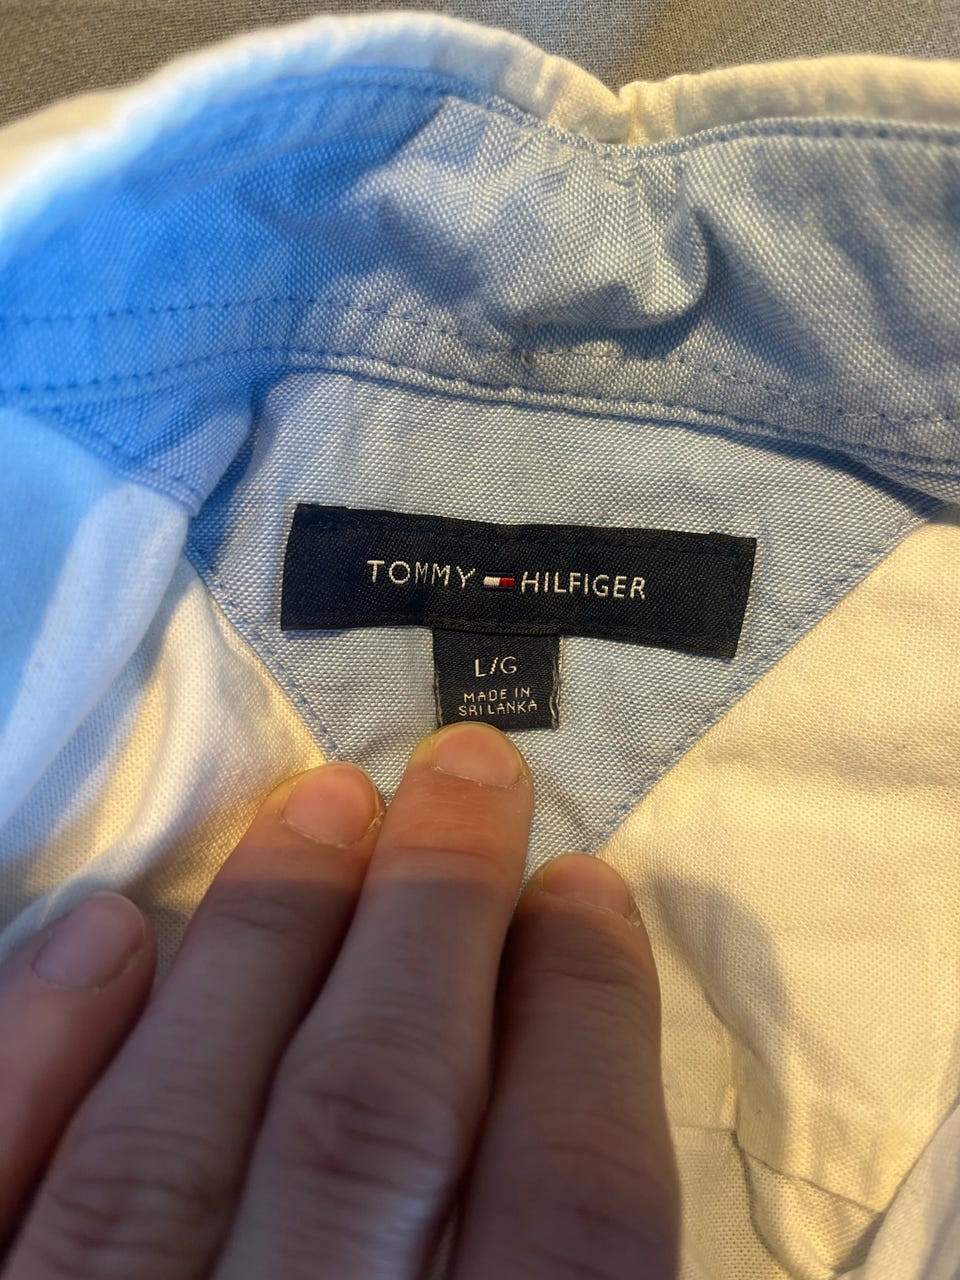 TOMMY HILFIGER
L/G
MADE IN
SRI LANKA